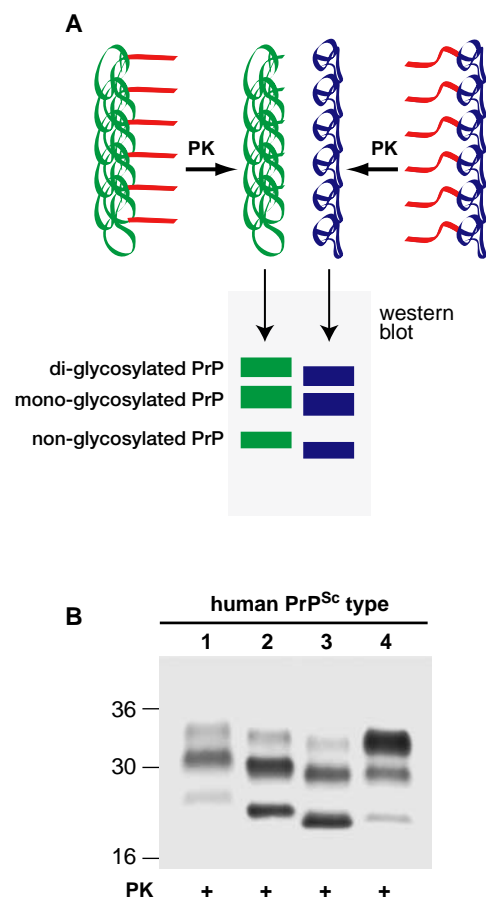 A
PK
PK
western
blot
di-glycosylated PrP
mono-glycosylated PrP
non-glycosylated PrP
human PrPSc type
B
1 2 3 4
36
30
16
PK + + + +